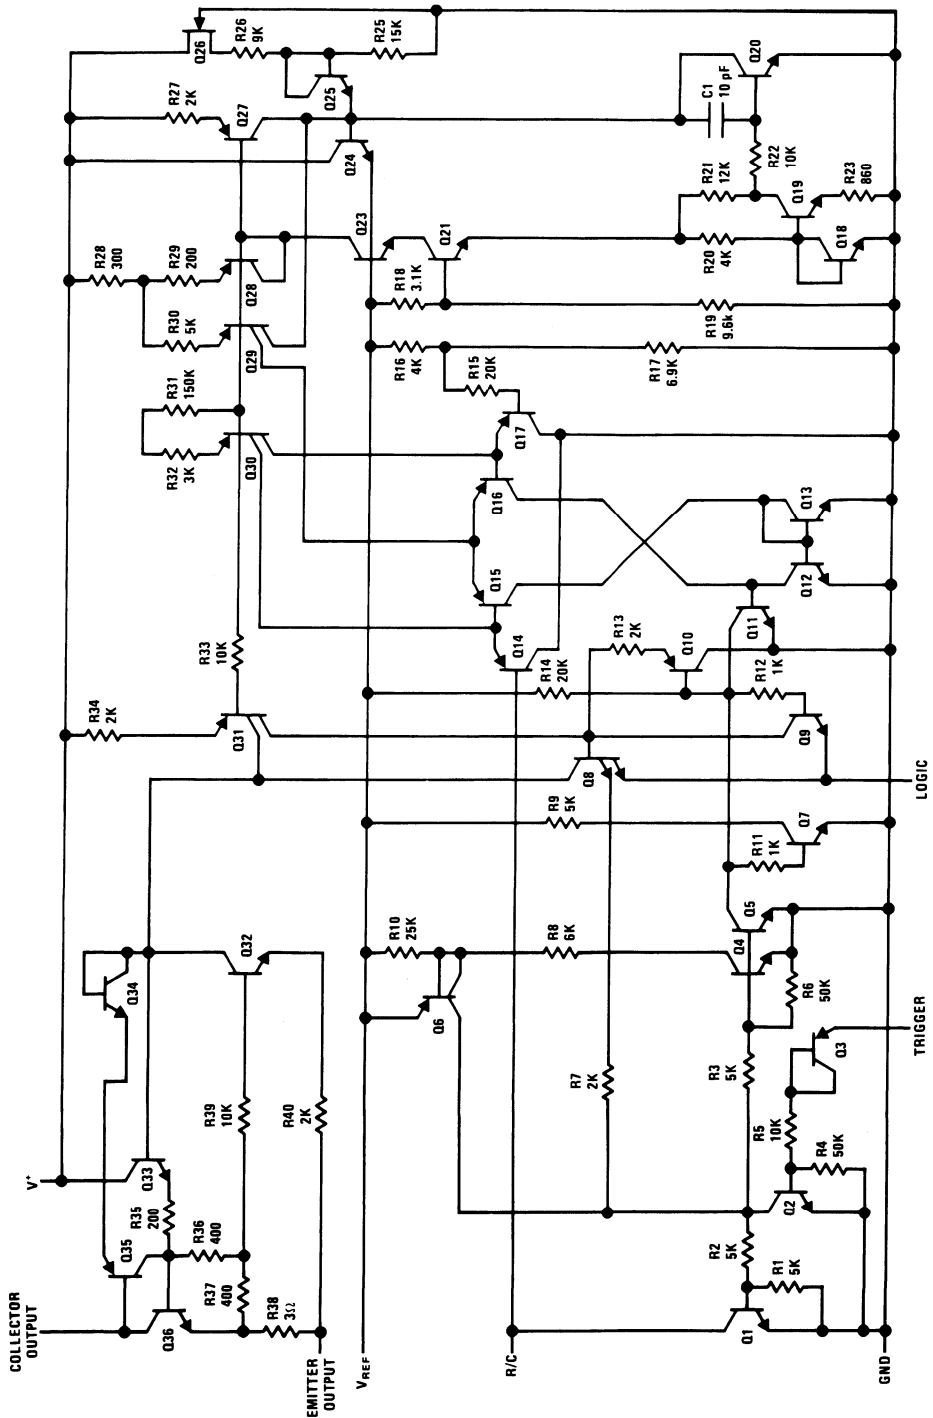 COLLECTOR
OUTPUT
V+
EMITTER
OUTPUT
VREF
R/C
GND
TRIGGER
LOGIC
R34
2K
R28
300
R27
2K
R26
9K
R25
15K
Q26
Q25
Q27
Q24
R29
200
R30
5K
Q28
Q29
R31
150K
R32
3K
Q30
R33
10K
Q31
Q34
Q32
Q33
R39
10K
R40
2K
R35
200
Q35
R36
400
R37
400
R38
3Ω
Q36
Q23
Q21
R18
3.1K
R19
9.6k
R16
4K
R15
20K
R17
6.9K
Q17
Q16
Q15
Q14
R14
20K
R13
2K
Q10
Q11
R12
1K
Q9
Q8
R9
5K
R11
1K
Q7
Q12
Q13
R20
4K
R21
12K
R22
10K
R23
860
Q18
Q19
C1
10 pF
Q20
R10
25K
R8
6K
Q6
Q4
Q5
R6
50K
R7
2K
R3
5K
Q3
R5
10K
R4
50K
Q2
R2
5K
R1
5K
Q1